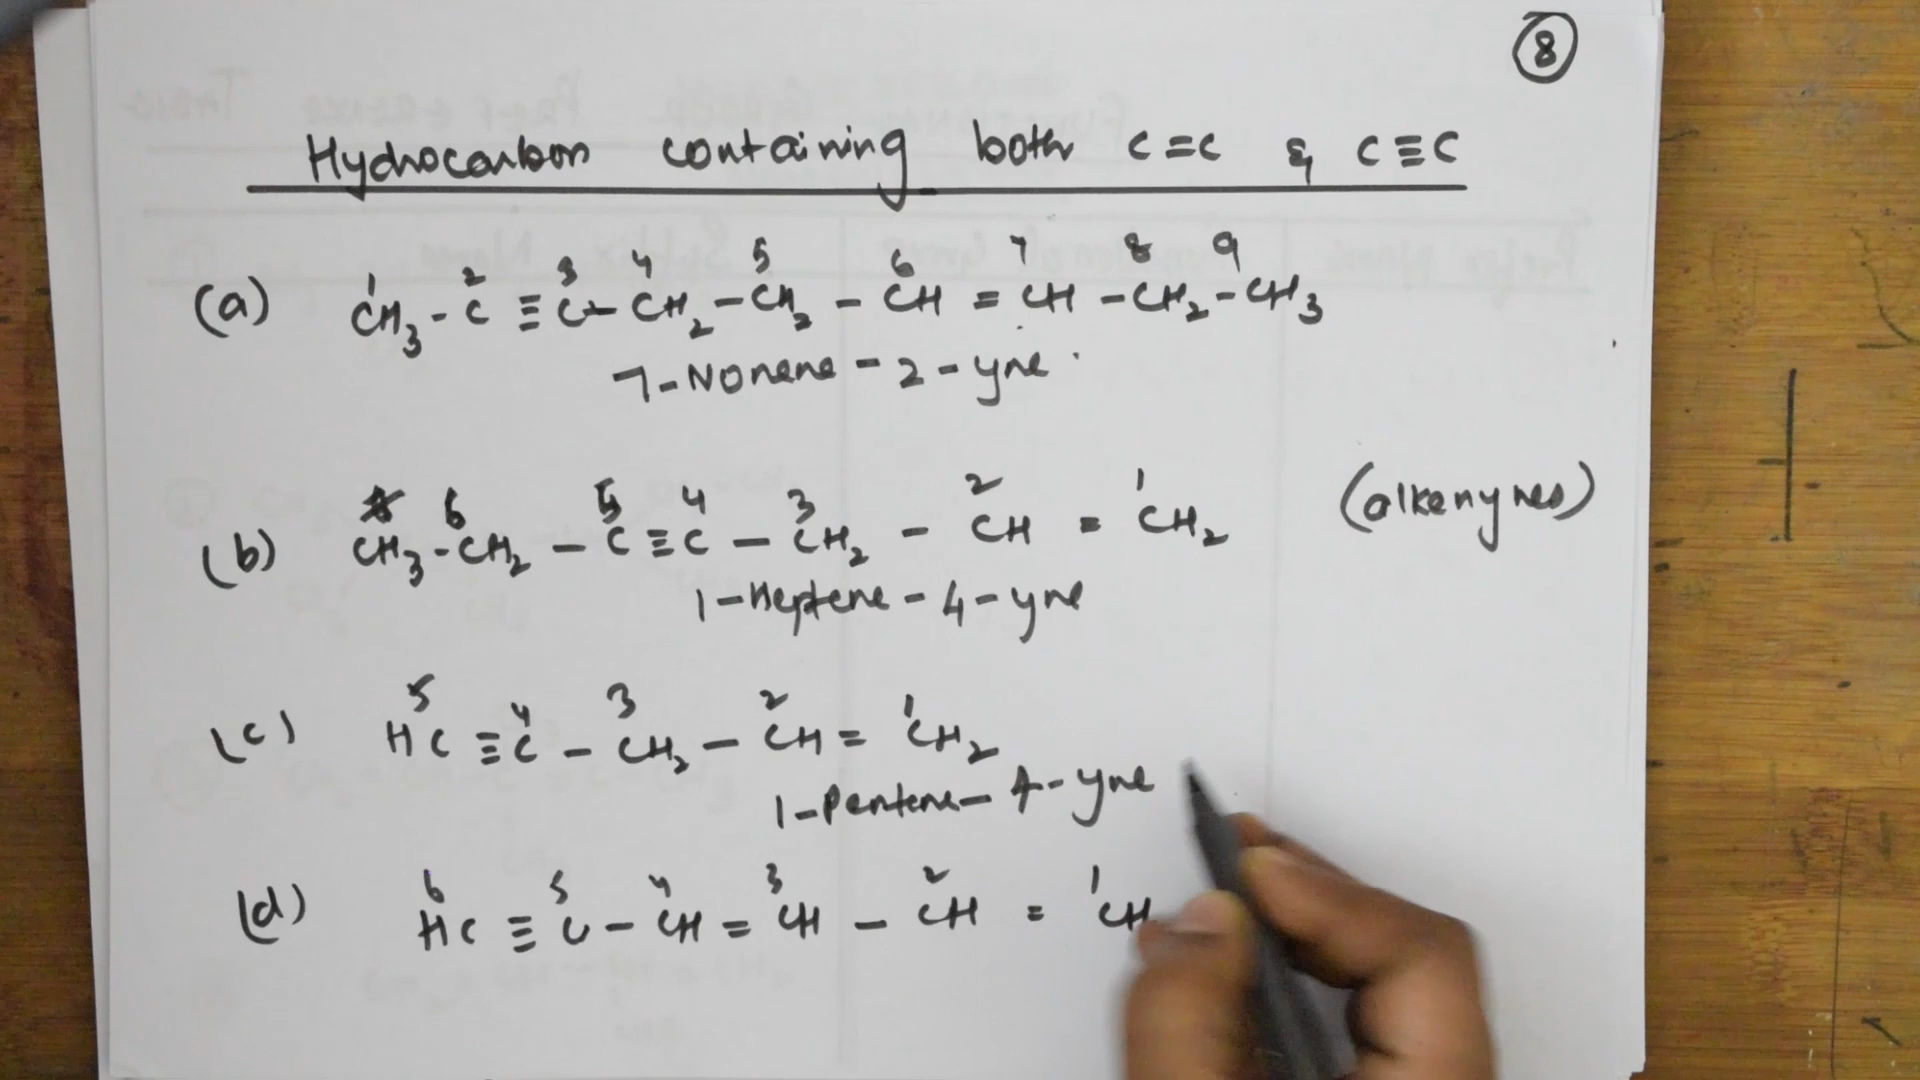 8
Hydrocarbon containing both C=C & C≡C
1 2 3 4 5 6 7 8 9
(a) CH3-C≡C-CH2-CH2-CH=CH-CH2-CH3
7-Nonene-2-yne.
6 5 4 3 2 1
(b) CH3-CH2-C≡C-CH2-CH=CH2 (alkenynes)
1-Heptene-4-yne
5 4 3 2 1
(c) HC≡C-CH2-CH=CH2
1-Pentene-4-yne
6 5 4 3 2 1
(d) HC≡C-CH=CH-CH=CH